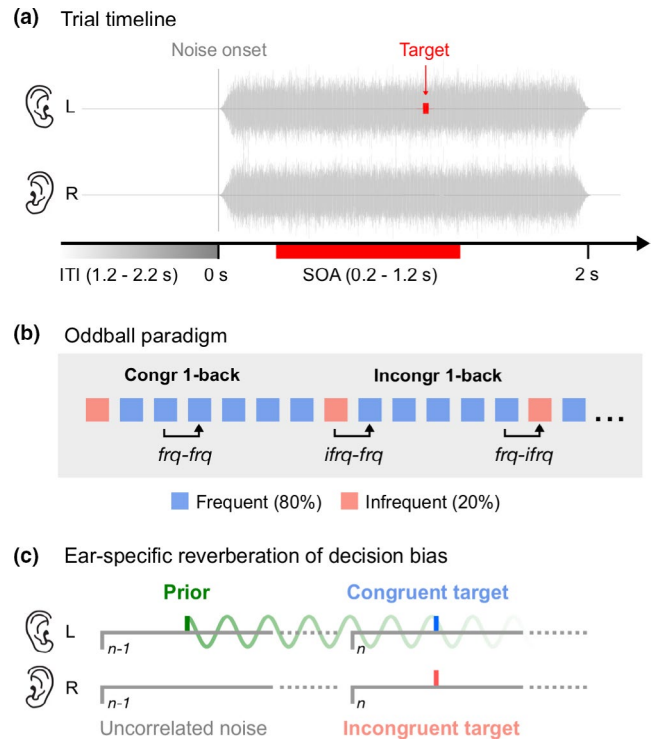 (a) Trial timeline
Noise onset Target
L
R
ITI (1.2 - 2.2 s) 0 s SOA (0.2 - 1.2 s) 2 s
(b) Oddball paradigm
Congr 1-back Incongr 1-back
...
frq-frq ifrq-frq frq-ifrq
Frequent (80%) Infrequent (20%)
(c) Ear-specific reverberation of decision bias
Prior Congruent target
L
n-1 n
R
n-1 n
Uncorrelated noise Incongruent target